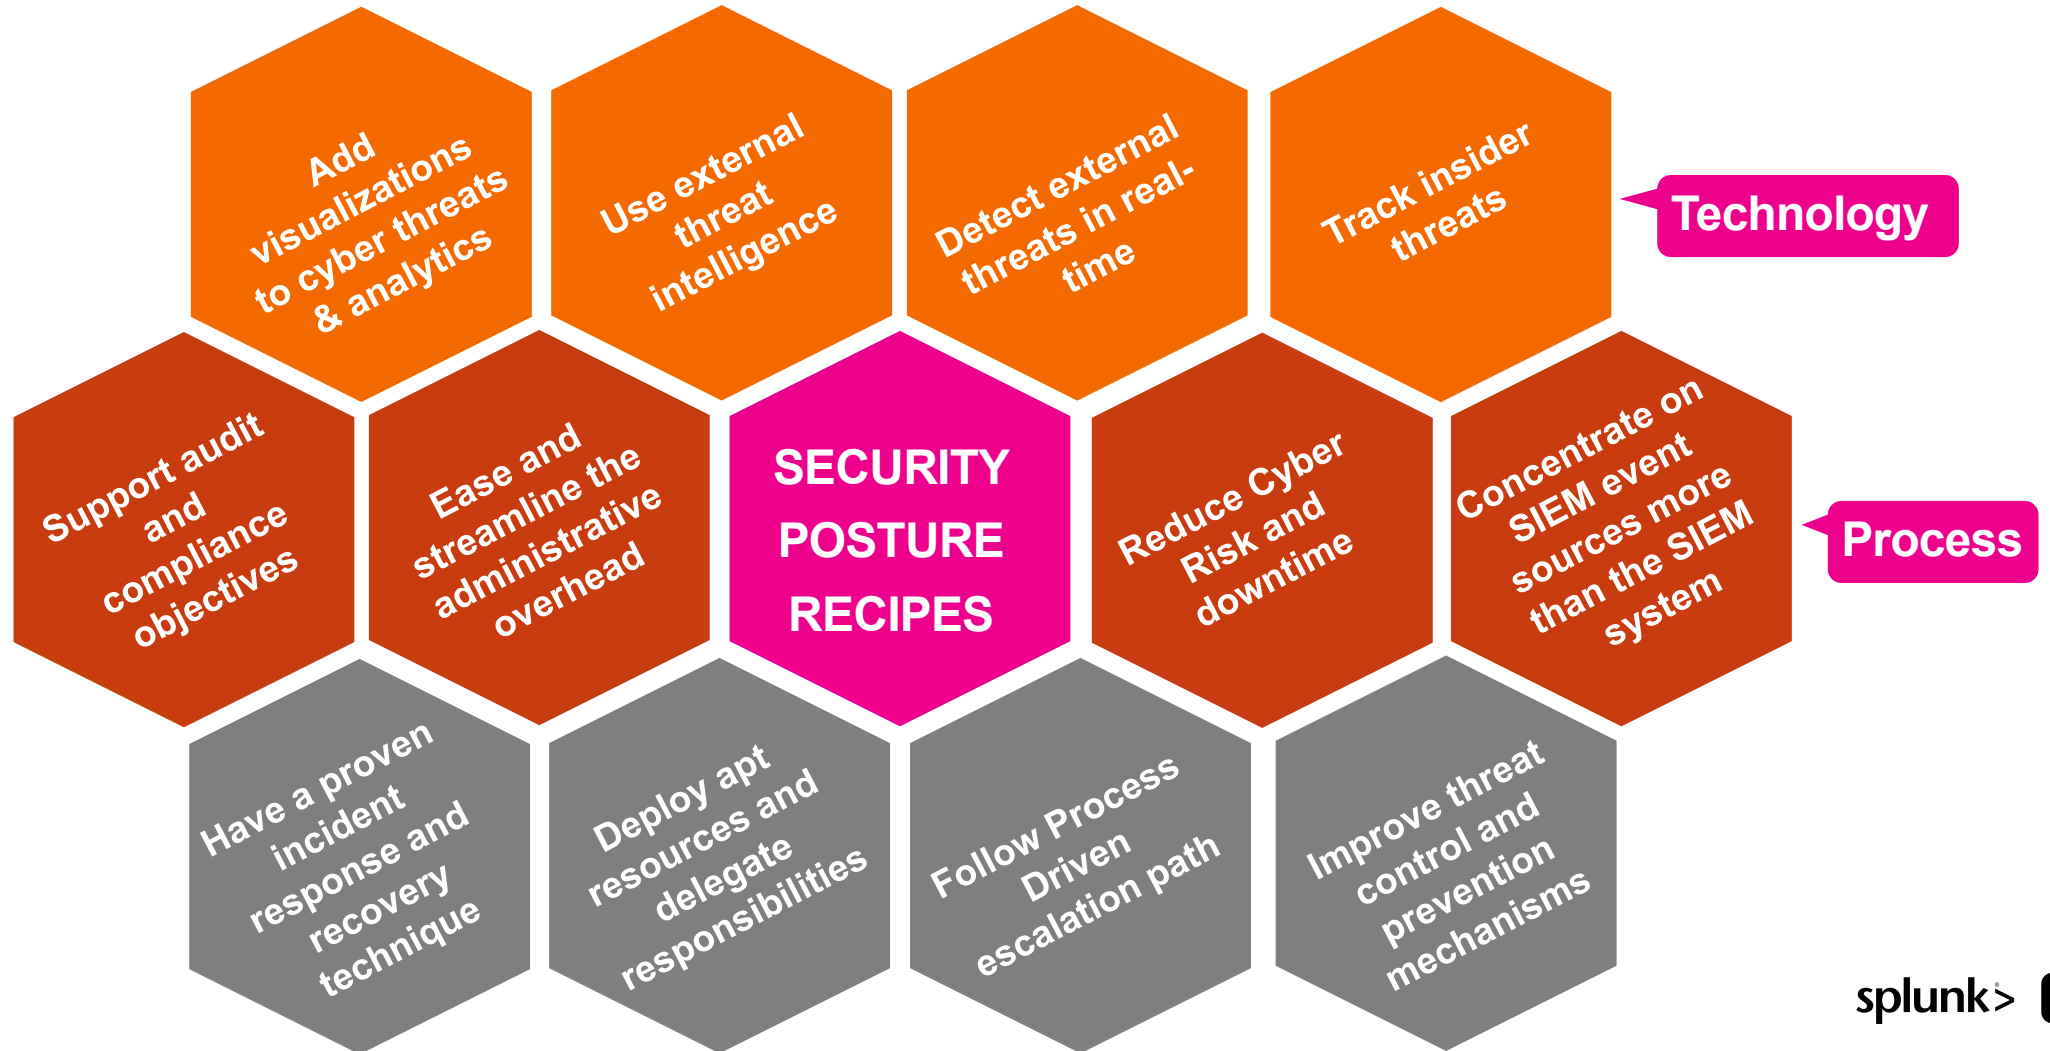 Add
visualizations
to cyber threats
& analytics
Use external
threat
intelligence
Detect external
threats in real-
time
Track insider
threats
Technology
Support audit
and
compliance
objectives
Ease and
streamline the
administrative
overhead
SECURITY
POSTURE
RECIPES
Reduce Cyber
Risk and
downtime
Concentrate on
SIEM event
sources more
than the SIEM
system
Process
Have a proven
incident
response and
recovery
technique
Deploy apt
resources and
delegate
responsibilities
Follow Process
Driven
escalation path
Improve threat
control and
prevention
mechanisms
splunk>